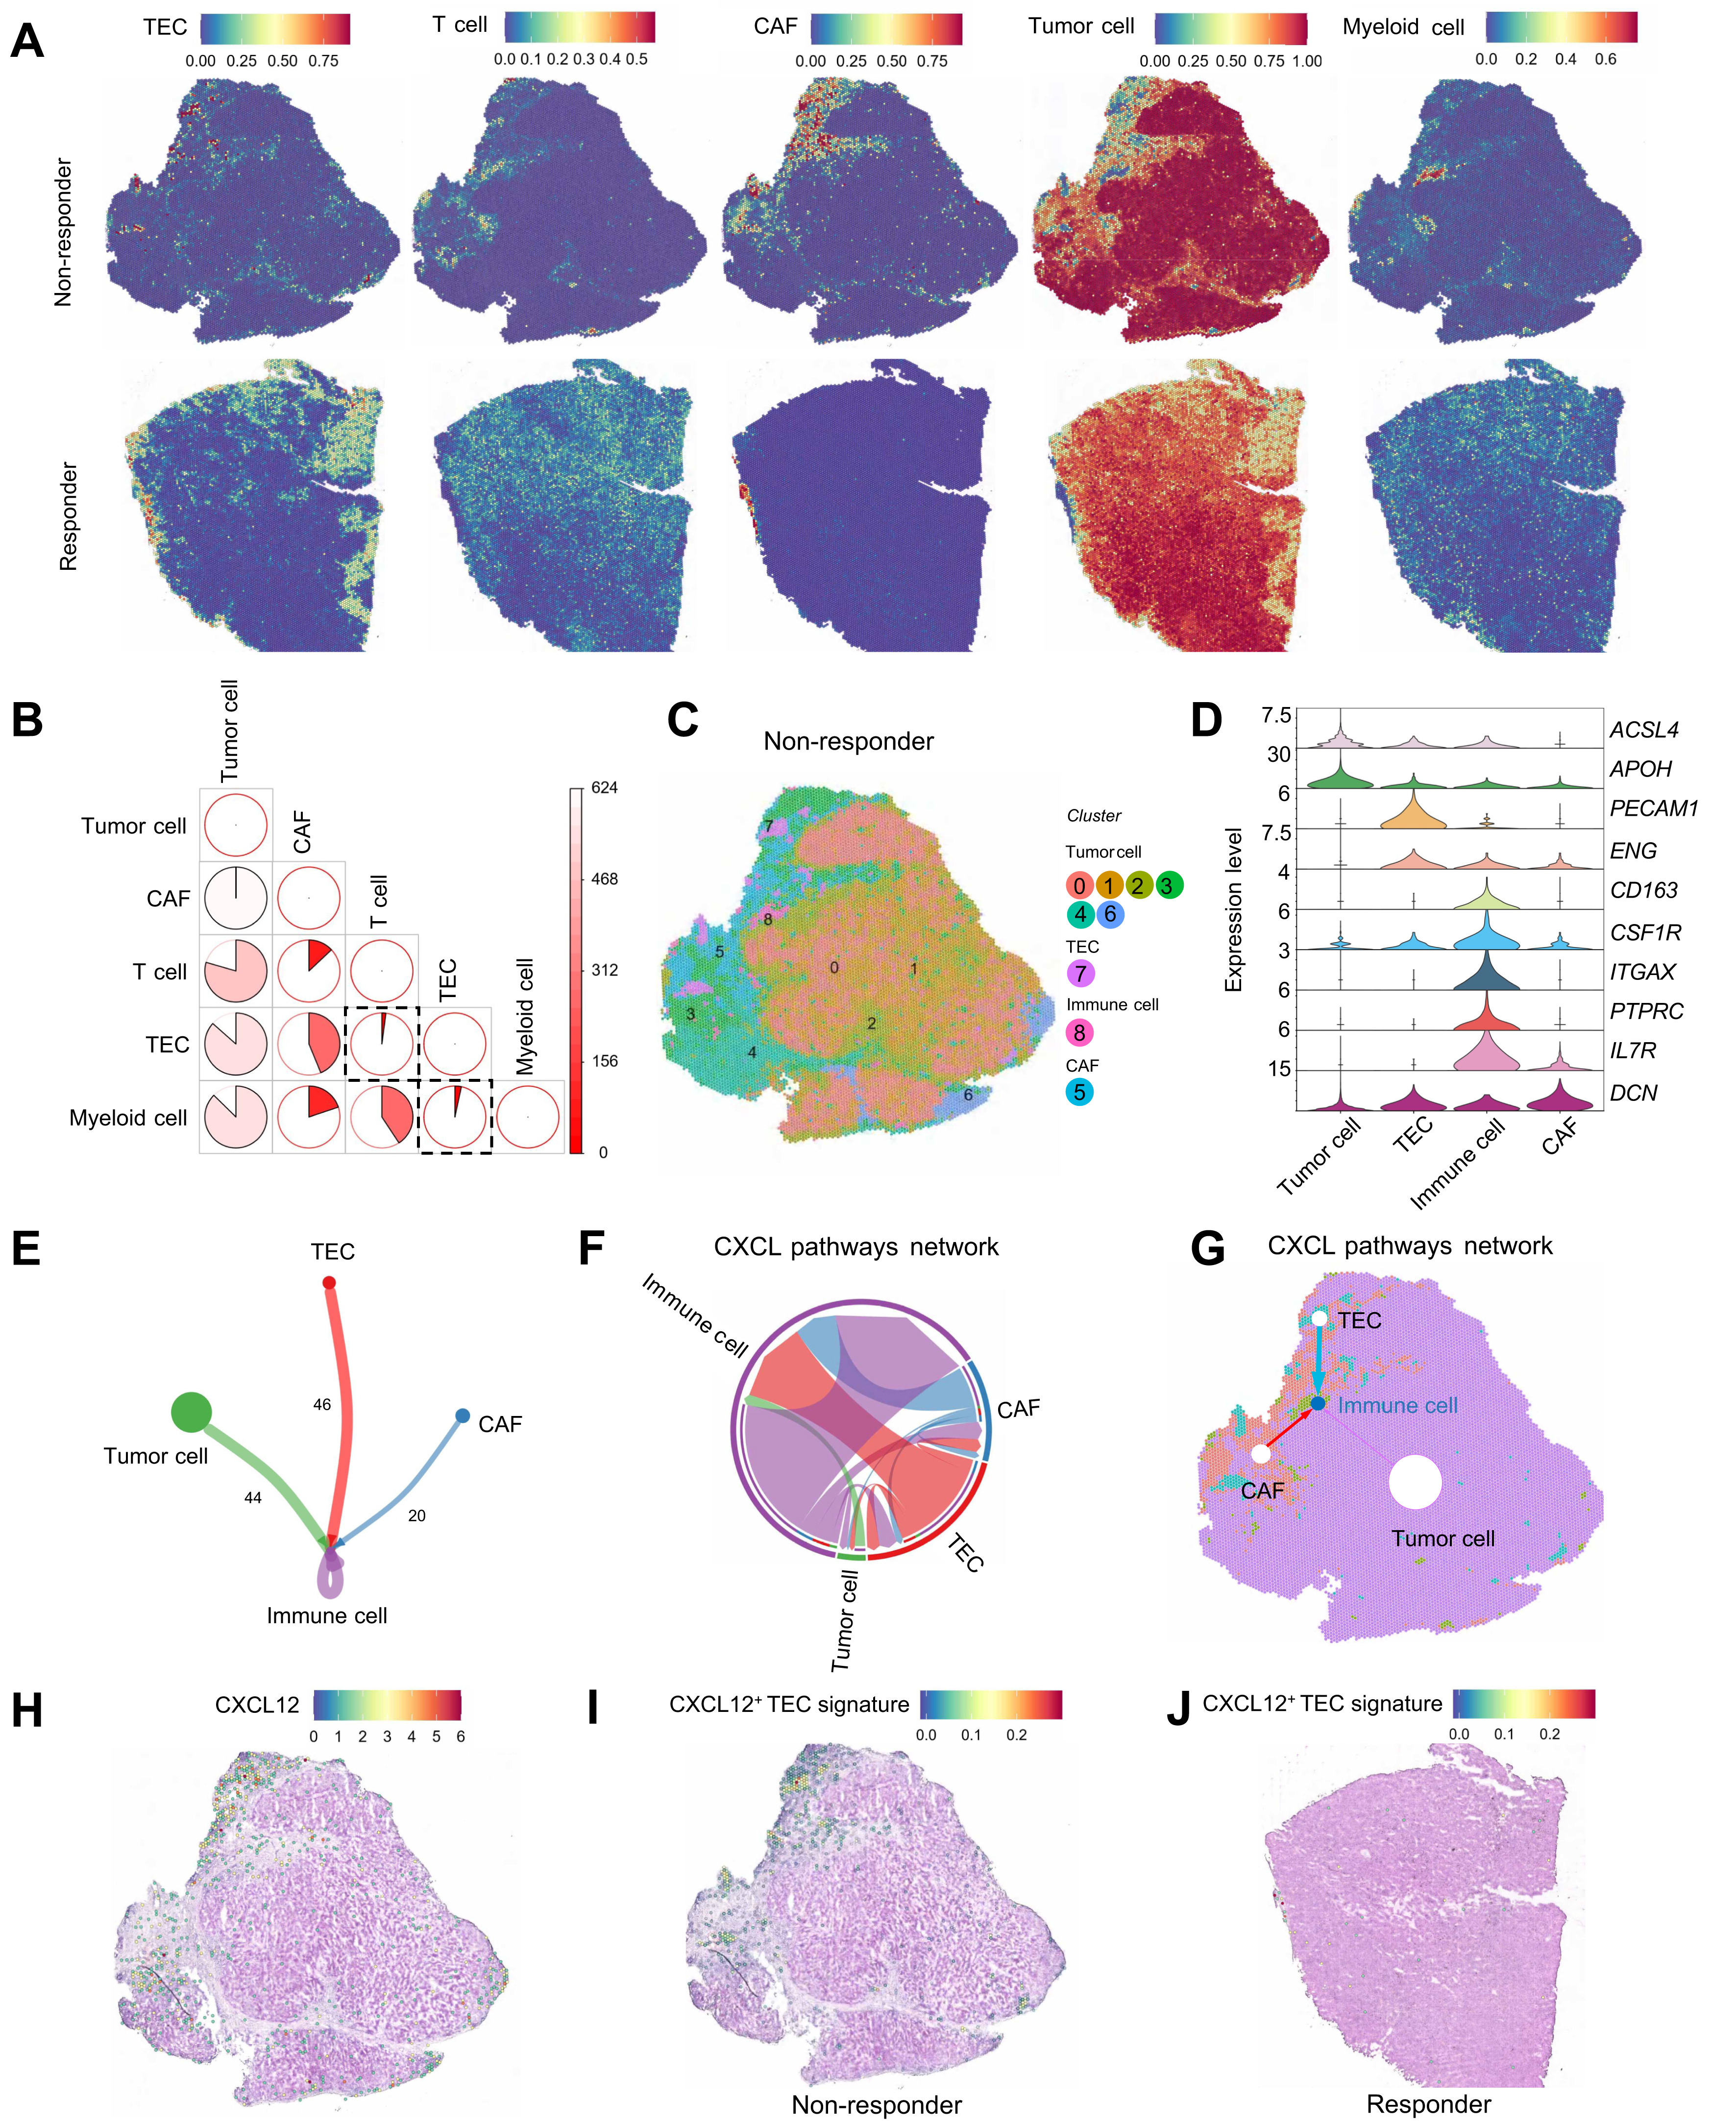 A
TEC
0.00 0.25 0.50 0.75
T cell
0.0 0.1 0.2 0.3 0.4 0.5
CAF
0.00 0.25 0.50 0.75
Tumor cell
0.00 0.25 0.50 0.75 1.00
Myeloid cell
0.0 0.2 0.4 0.6
Non-responder
Responder
B
Tumor cell
CAF
T cell
TEC
Myeloid cell
Tumor cell
CAF
T cell
TEC
Myeloid cell
624
468
312
156
0
C
Non-responder
7
8
5
0
1
3
2
4
6
Cluster
Tumor cell
0 1 2 3
4 6
TEC
7
Immune cell
8
CAF
5
D
Expression level
7.5
30
6
7.5
4
6
3
6
6
15
ACSL4
APOH
PECAM1
ENG
CD163
CSF1R
ITGAX
PTPRC
IL7R
DCN
Tumor cell
TEC
Immune cell
CAF
E
TEC
46
CAF
Tumor cell
44
20
Immune cell
F
CXCL pathways network
Immune cell
CAF
TEC
Tumor cell
G
CXCL pathways network
TEC
Immune cell
CAF
Tumor cell
H
CXCL12
0 1 2 3 4 5 6
I
CXCL12+ TEC signature
0.0 0.1 0.2
Non-responder
J
CXCL12+ TEC signature
0.0 0.1 0.2
Responder